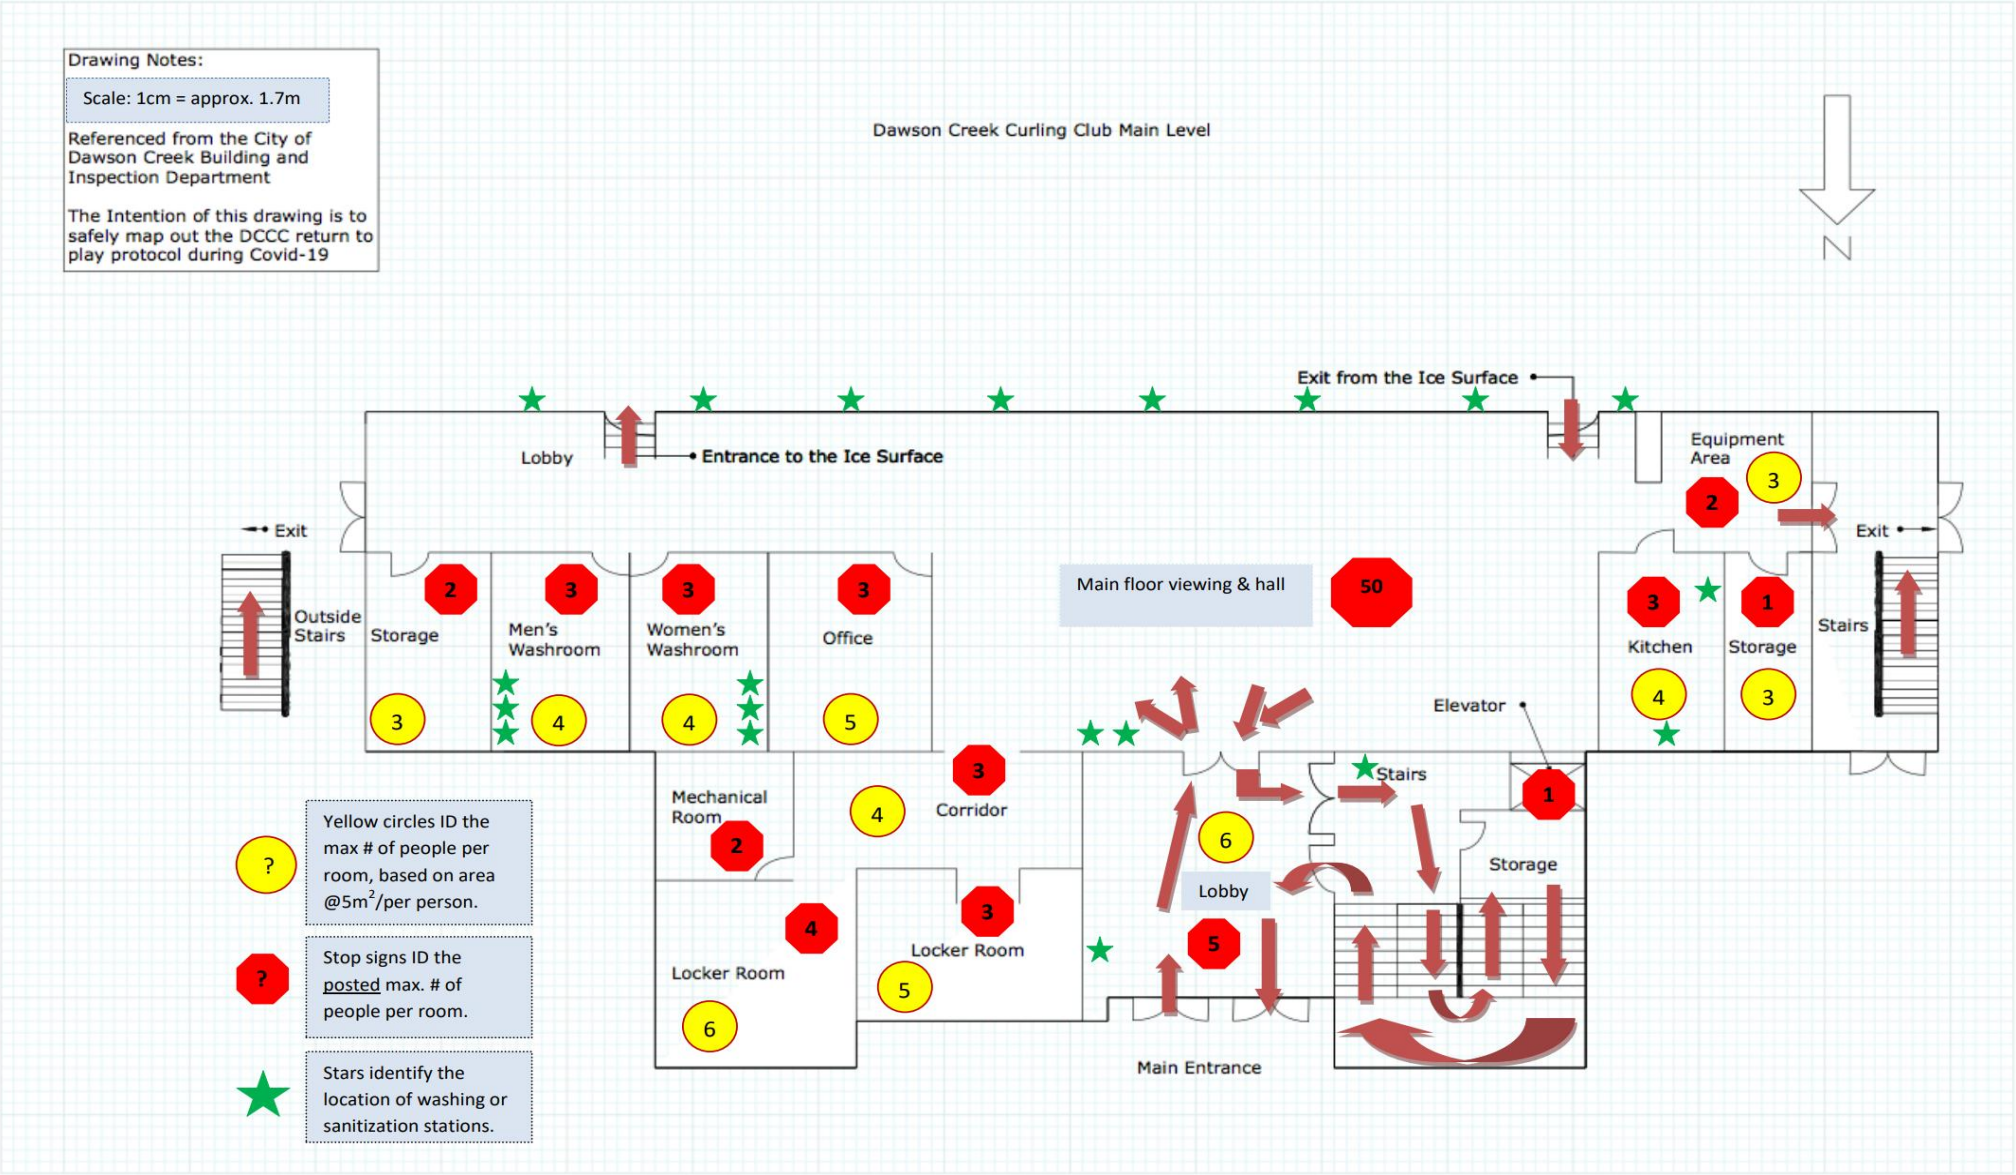 Drawing Notes:
Scale: 1cm = approx. 1.7m
Referenced from the City of
Dawson Creek Building and
Inspection Department
The Intention of this drawing is to
safely map out the DCCC return to
play protocol during Covid-19
Dawson Creek Curling Club Main Level
N
Exit from the Ice Surface
Lobby
Entrance to the Ice Surface
Equipment
Area
3
2
Exit
Exit
Outside
Stairs
2
Storage
3
3
Men's
Washroom
4
3
Women's
Washroom
4
3
Office
5
Main floor viewing & hall
50
3
Kitchen
4
1
Storage
3
Stairs
Elevator
1
Mechanical
Room
2
3
4
Corridor
Stairs
6
Lobby
5
Storage
4
Locker Room
6
3
Locker Room
5
Main Entrance
?
Yellow circles ID the
max # of people per
room, based on area
@5m2/per person.
?
Stop signs ID the
posted max. # of
people per room.
Stars identify the
location of washing or
sanitization stations.